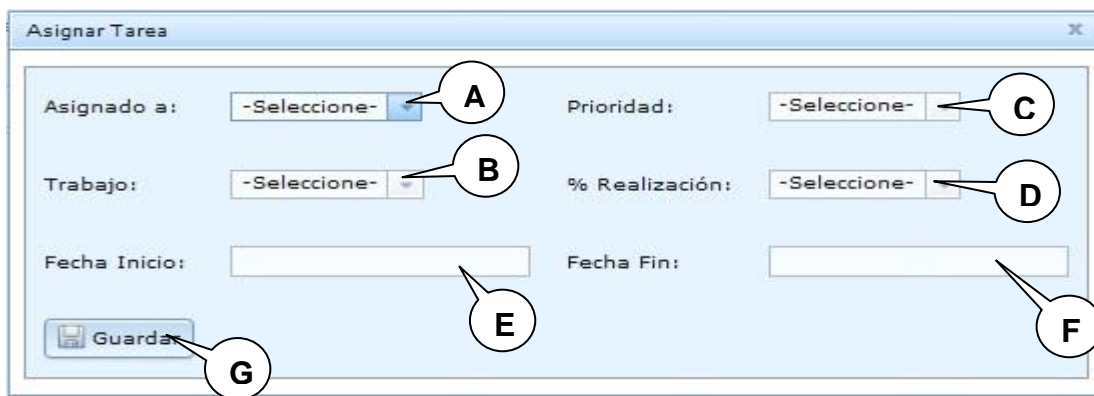 Asignar Tarea
Asignado a: -Seleccione- A Prioridad: -Seleccione- C
Trabajo: -Seleccione- B % Realización: -Seleccione- D
Fecha Inicio: E Fecha Fin: F
Guardar G